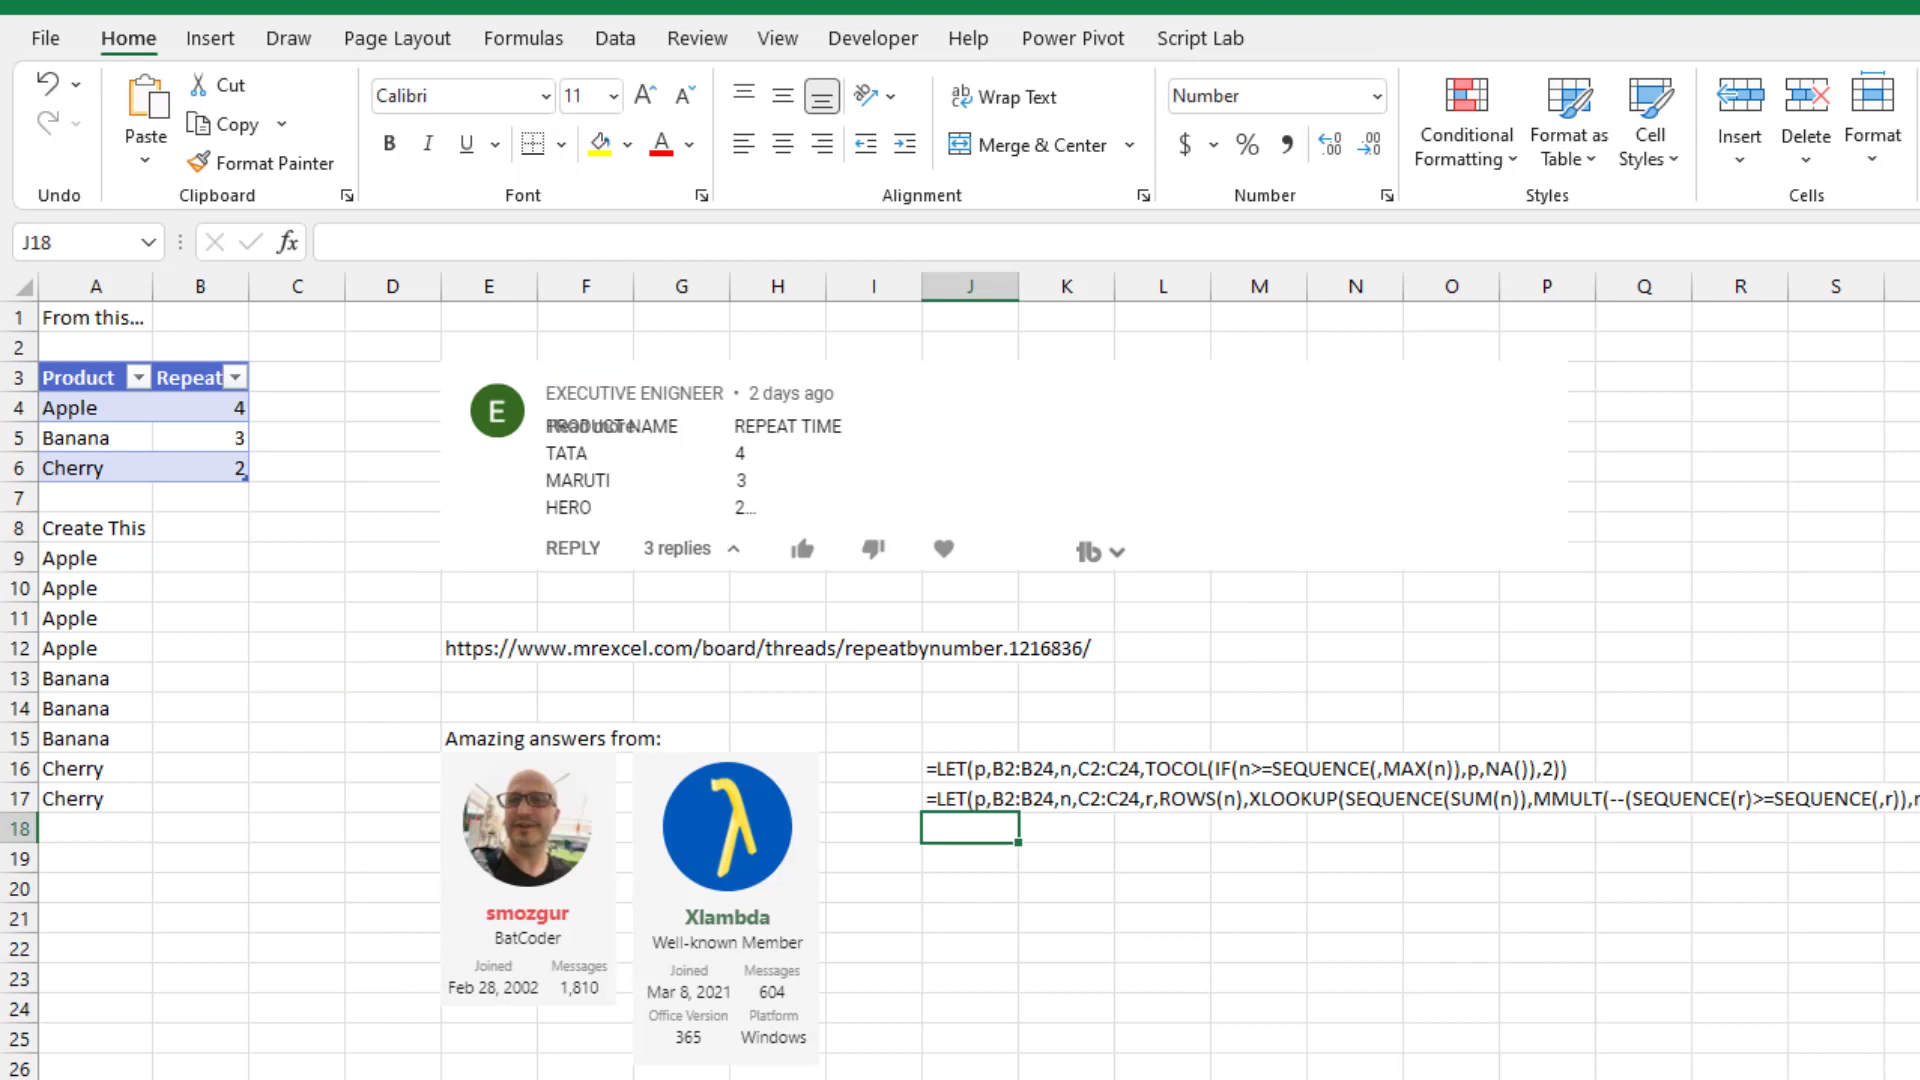 File Home Insert Draw Page Layout Formulas Data Review View Developer Help Power Pivot Script Lab
Paste
Cut
Copy
Format Painter
Calibri 11
B I U
ab Wrap Text
Merge & Center
Number
$ %
Conditional Formatting
Format as Table
Cell Styles
Insert
Delete
Format
Undo Clipboard Font Alignment Number Styles Cells
J18 fx
A B C D E F G H I J K L M N O P Q R S
1 From this...
2
3 Product Repeat
4 Apple 4
5 Banana 3
6 Cherry 2
7
8 Create This
9 Apple
10 Apple
11 Apple
12 Apple
13 Banana
14 Banana
15 Banana
16 Cherry
17 Cherry
18
19
20
21
22
23
24
25
26
E
EXECUTIVE ENIGNEER • 2 days ago
PRODUCT NAME REPEAT TIME
TATA 4
MARUTI 3
HERO 2...
REPLY 3 replies
tb
https://www.mrexcel.com/board/threads/repeatbynumber.1216836/
Amazing answers from:
=LET(p,B2:B24,n,C2:C24,TOCOL(IF(n>=SEQUENCE(,MAX(n)),p,NA()),2))
=LET(p,B2:B24,n,C2:C24,r,ROWS(n),XLOOKUP(SEQUENCE(SUM(n)),MMULT(--(SEQUENCE(r)>=SEQUENCE(,r)),
smozgur
BatCoder
Joined Messages
Feb 28, 2002 1,810
λ
Xlambda
Well-known Member
Joined Messages
Mar 8, 2021 604
Office Version Platform
365 Windows